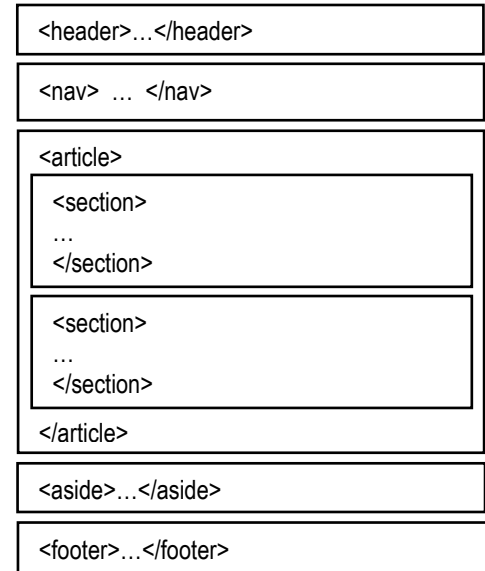 <header>…</header>
<nav> … </nav>
<article>
<section>
…
</section>
<section>
…
</section>
</article>
<aside>…</aside>
<footer>…</footer>